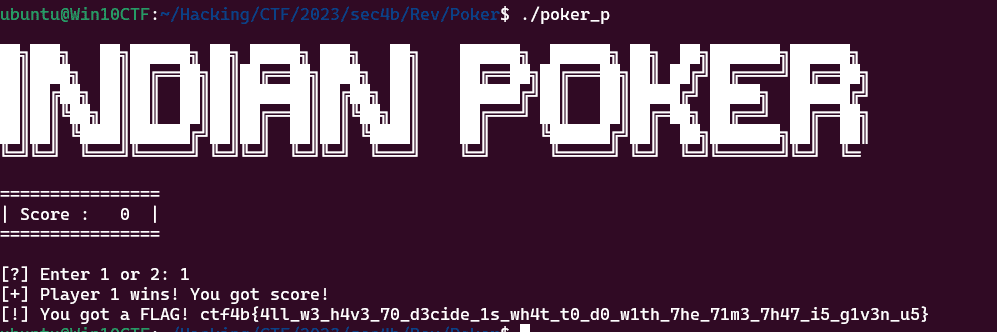 ubuntu@Win10CTF:~/Hacking/CTF/2023/sec4b/Rev/Poker$ ./poker_p
INDIAN POKER
================
| Score :   0  |
================
[?] Enter 1 or 2: 1
[+] Player 1 wins! You got score!
[!] You got a FLAG! ctf4b{4ll_w3_h4v3_70_d3cide_1s_wh4t_t0_d0_w1th_7he_71m3_7h47_i5_g1v3n_u5}
ubuntu@Win10CTF:~/Hacking/CTF/2023/sec4b/Rev/Poker$